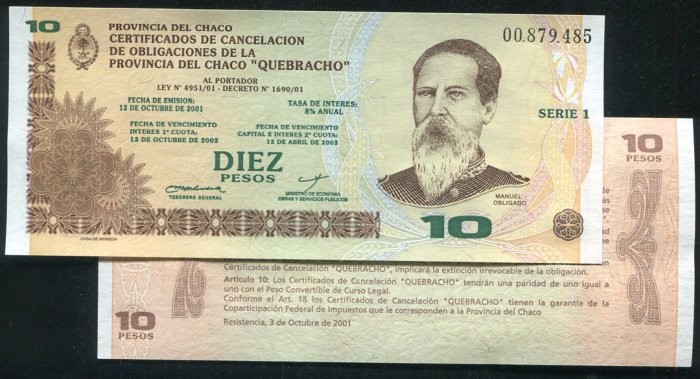 10
PROVINCIA DEL CHACO
CERTIFICADOS DE CANCELACION
DE OBLIGACIONES DE LA
PROVINCIA DEL CHACO "QUEBRACHO"
AL PORTADOR
LEY Nº 4951/01 - DECRETO Nº 1690/01
00.879.485
FECHA DE EMISION:
12 DE OCTUBRE DE 2001
TASA DE INTERES:
8% ANUAL
SERIE 1
FECHA DE VENCIMIENTO
INTERES 1ª CUOTA:
12 DE OCTUBRE DE 2002
FECHA DE VENCIMIENTO
CAPITAL E INTERES 2ª CUOTA:
12 DE ABRIL DE 2003
DIEZ
PESOS
TESORERO GENERAL
MINISTRO DE ECONOMIA
OBRAS Y SERVICIOS PUBLICOS
MANUEL
OBLIGADO
10
CASA DE MONEDA
10
PESOS
de
Certificados de Cancelación "QUEBRACHO", implicará la extinción irrevocable de la obligación.
Artículo 10: Los Certificados de Cancelación "QUEBRACHO" tendrán una paridad de uno igual a
uno con el Peso Convertible de Curso Legal.
Conforme el Art. 18 los Certificados de Cancelación "QUEBRACHO" tienen la garantía de la
Coparticipación Federal de Impuestos que le corresponden a la Provincia del Chaco
Resistencia, 3 de Octubre de 2001
10
PESOS
10
PESOS